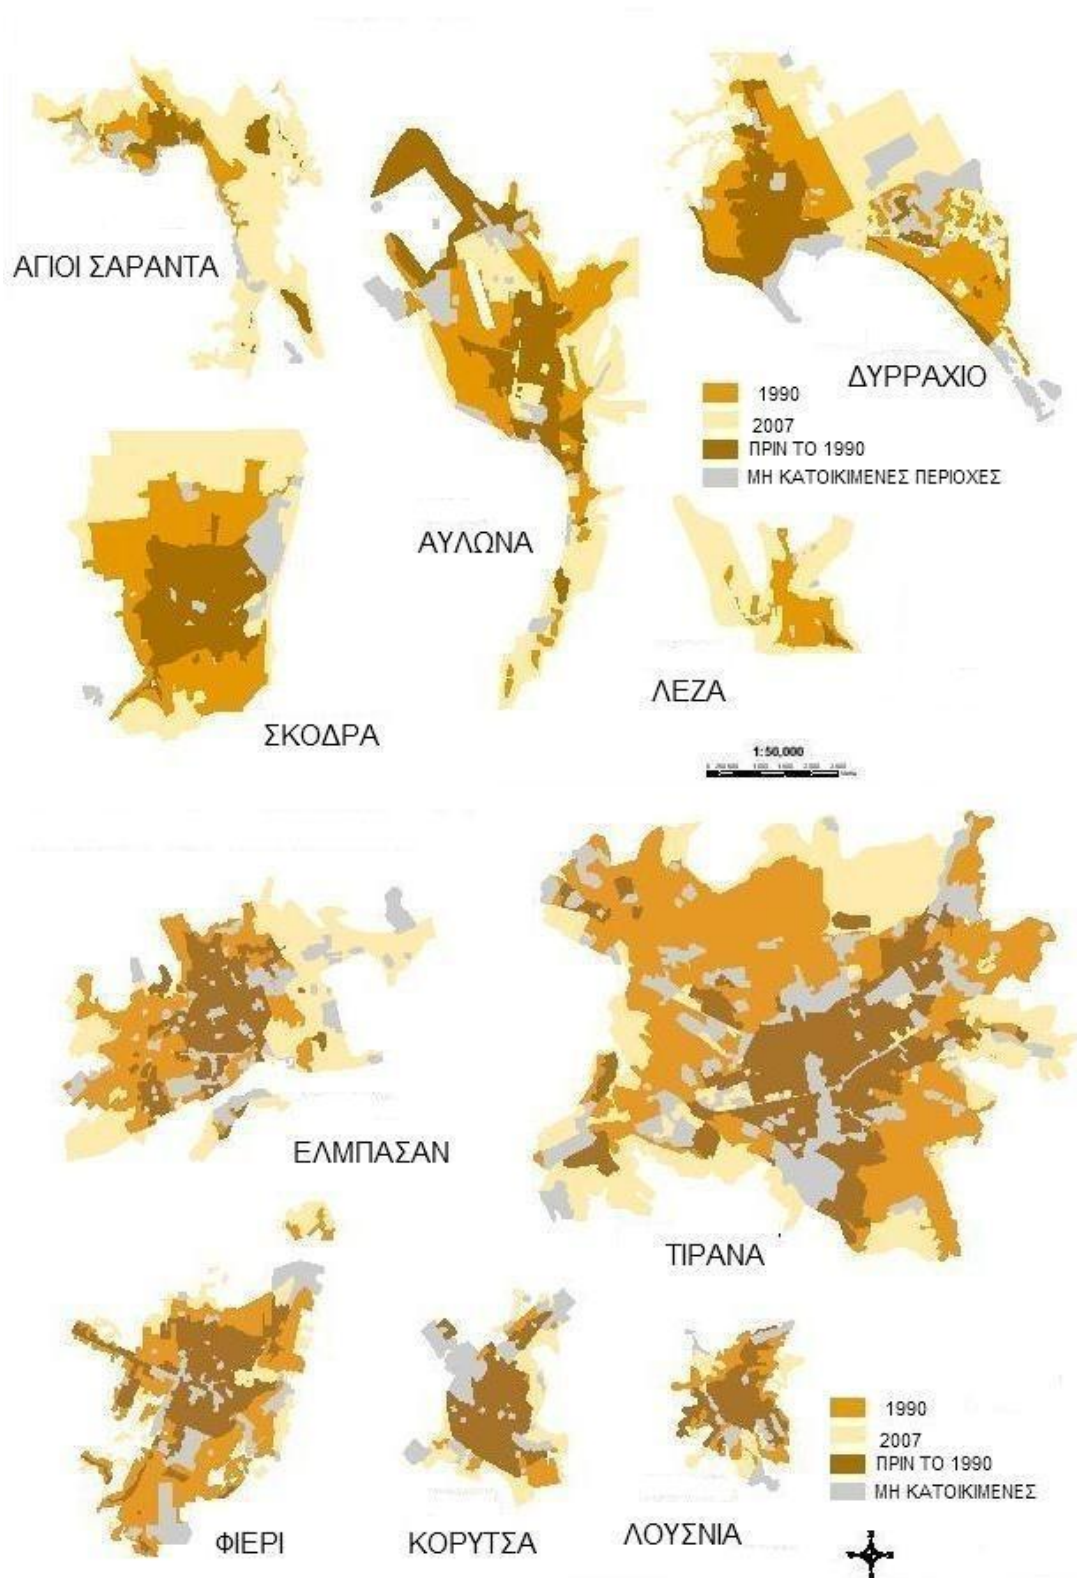 ΑΓΙΟΙ ΣΑΡΑΝΤΑ
ΔΥΡΡΑΧΙΟ
1990
2007
ΠΡΙΝ ΤΟ 1990
ΜΗ ΚΑΤΟΙΚΙΜΕΝΕΣ ΠΕΡΙΟΧΕΣ
ΑΥΛΩΝΑ
ΛΕΖΑ
ΣΚΟΔΡΑ
1:50,000
ΕΛΜΠΑΣΑΝ
ΤΙΡΑΝΑ
1990
2007
ΠΡΙΝ ΤΟ 1990
ΜΗ ΚΑΤΟΙΚΙΜΕΝΕΣ
ΦΙΕΡΙ
ΚΟΡΥΤΣΑ
ΛΟΥΣΝΙΑ